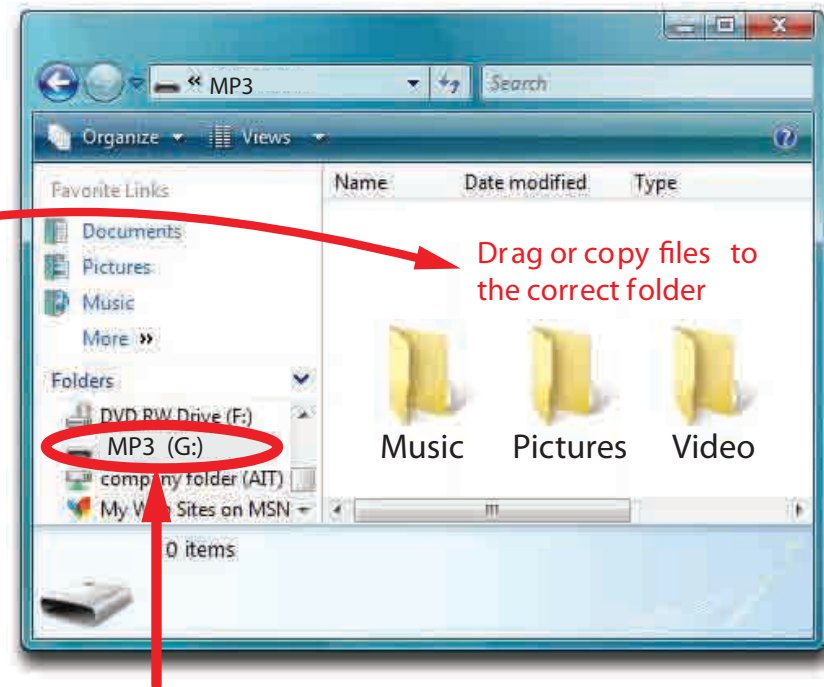 « MP3
Search
Organize Views
Favorite Links
Documents
Pictures
Music
More »
Folders
DVD RW Drive (F:)
MP3 (G:)
company folder (AIT)
My Web Sites on MSN
Name Date modified Type
Drag or copy files to
the correct folder
Music Pictures Video
0 items